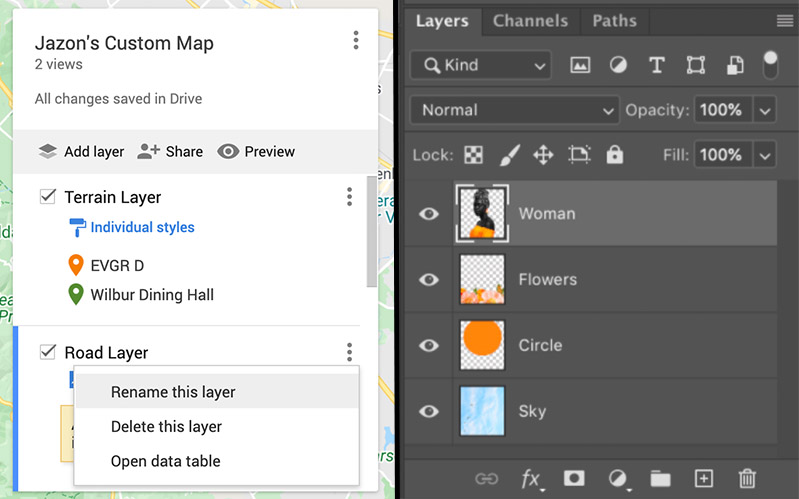 Jazon's Custom Map
2 views
All changes saved in Drive
Add layer Share Preview
Terrain Layer
Individual styles
EVGR D
Wilbur Dining Hall
Road Layer
Rename this layer
Delete this layer
Open data table
Layers Channels Paths
Kind
Normal Opacity: 100%
Lock: Fill: 100%
Woman
Flowers
Circle
Sky
fx